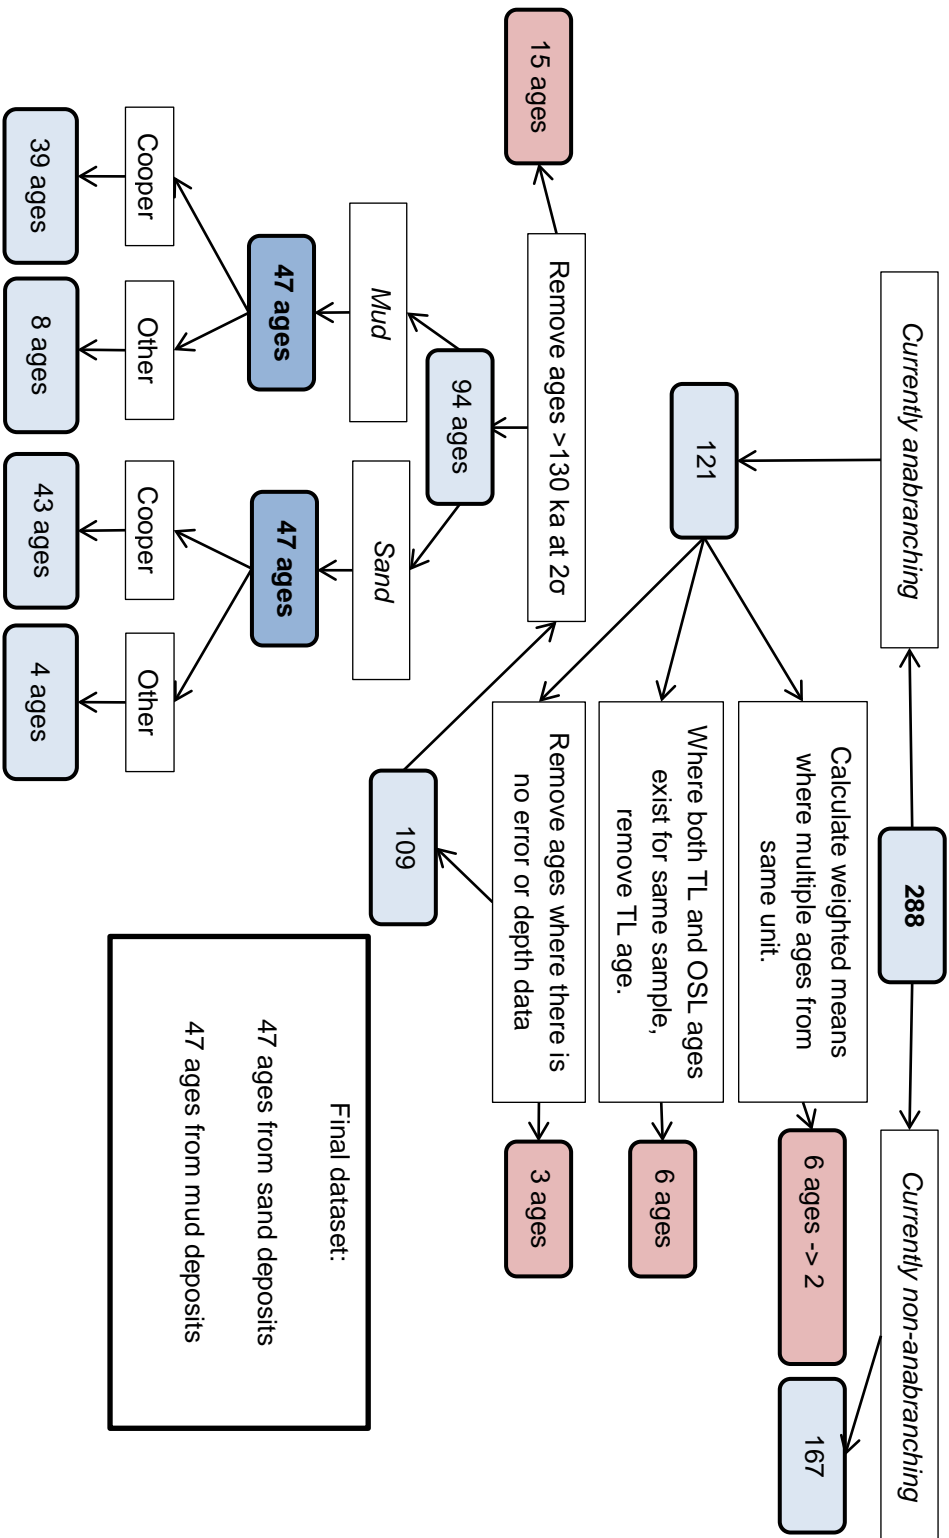 288
Currently anabranching
Currently non-anabranching
121
167
Calculate weighted means
where multiple ages from
same unit.
6 ages -> 2
Where both TL and OSL ages
exist for same sample,
remove TL age.
6 ages
Remove ages where there is
no error or depth data
3 ages
109
Remove ages >130 ka at 2σ
15 ages
94 ages
Mud
Sand
47 ages
47 ages
Cooper
Other
Cooper
Other
39 ages
8 ages
43 ages
4 ages
Final dataset:
47 ages from sand deposits
47 ages from mud deposits